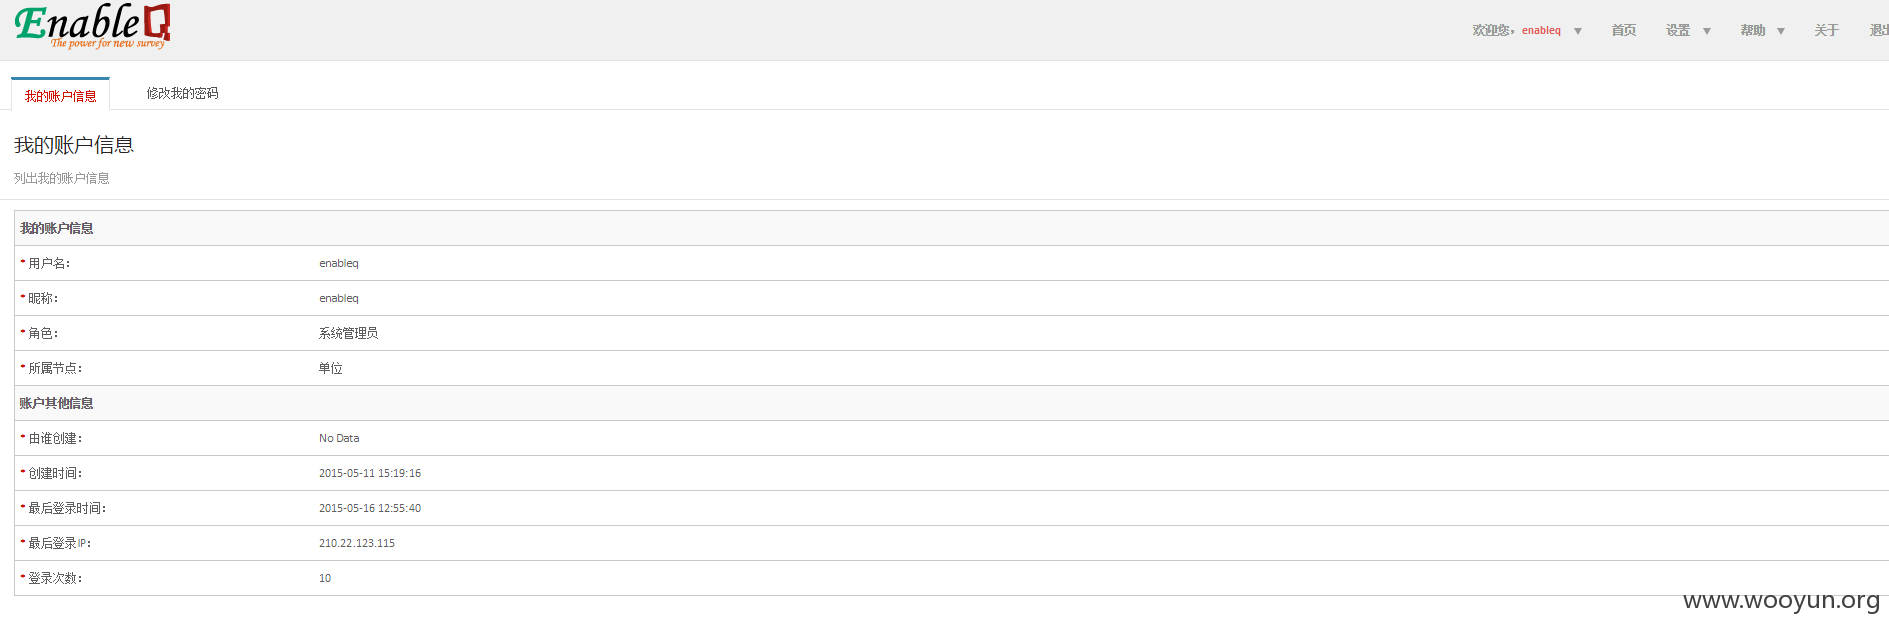 EnableQ
The power for new survey
欢迎您，enableq ▼ 首页 设置 ▼ 帮助 ▼ 关于
我的账户信息 修改我的密码
我的账户信息
列出我的账户信息
我的账户信息
* 用户名： enableq
* 昵称： enableq
* 角色： 系统管理员
* 所属节点： 单位
账户其他信息
* 由谁创建： No Data
* 创建时间： 2015-05-11 15:19:16
* 最后登录时间： 2015-05-16 12:55:40
* 最后登录IP： 210.22.123.115
* 登录次数： 10
www.wooyun.org